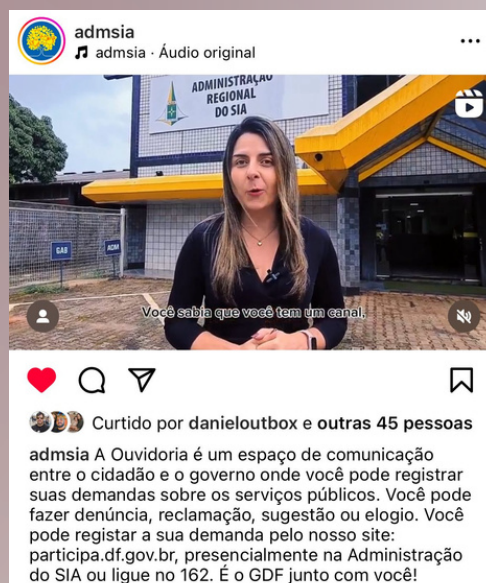 admsia
admsia · Áudio original
ADMINISTRAÇÃO
REGIONAL
DO SIA
GAB
ACM
Você sabia que você tem um canal,
Curtido por danieloutbox e outras 45 pessoas
admsia A Ouvidoria é um espaço de comunicação
entre o cidadão e o governo onde você pode registrar
suas demandas sobre os serviços públicos. Você pode
fazer denúncia, reclamação, sugestão ou elogio. Você
pode registar a sua demanda pelo nosso site:
participa.df.gov.br, presencialmente na Administração
do SIA ou ligue no 162. É o GDF junto com você!